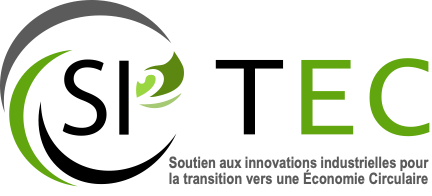 SI2 TEC
Soutien aux innovations industrielles pour
la transition vers une Économie Circulaire